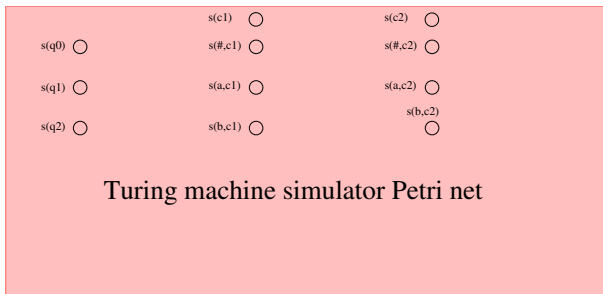 s(c1) s(c2)
s(q0) s(#,c1) s(#,c2)
s(q1) s(a,c1) s(a,c2)
s(b,c2)
s(q2) s(b,c1)
Turing machine simulator Petri net